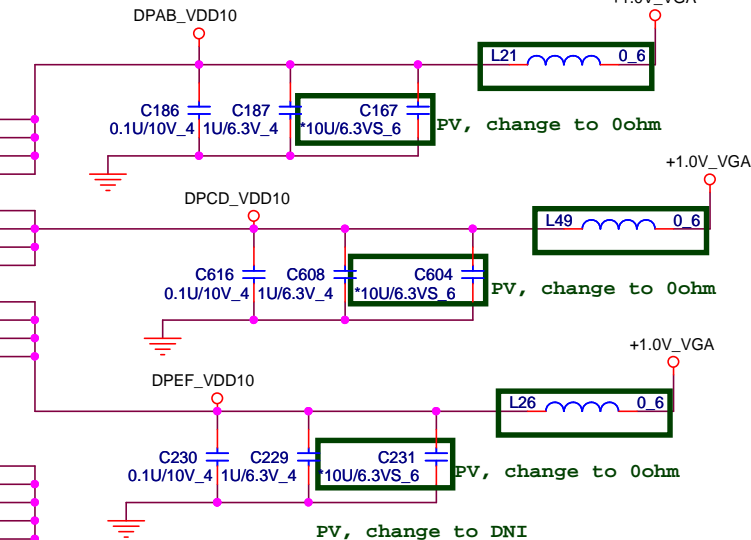 +1.0V_VGA
DPAB_VDD10
L21 0_6
C186 C187 C167
0.1U/10V_4 1U/6.3V_4 *10U/6.3VS_6
PV, change to 0ohm
+1.0V_VGA
DPCD_VDD10
L49 0_6
C616 C608 C604
0.1U/10V_4 1U/6.3V_4 *10U/6.3VS_6
PV, change to 0ohm
+1.0V_VGA
DPEF_VDD10
L26 0_6
C230 C229 C231
0.1U/10V_4 1U/6.3V_4 *10U/6.3VS_6
PV, change to 0ohm
PV, change to DNI